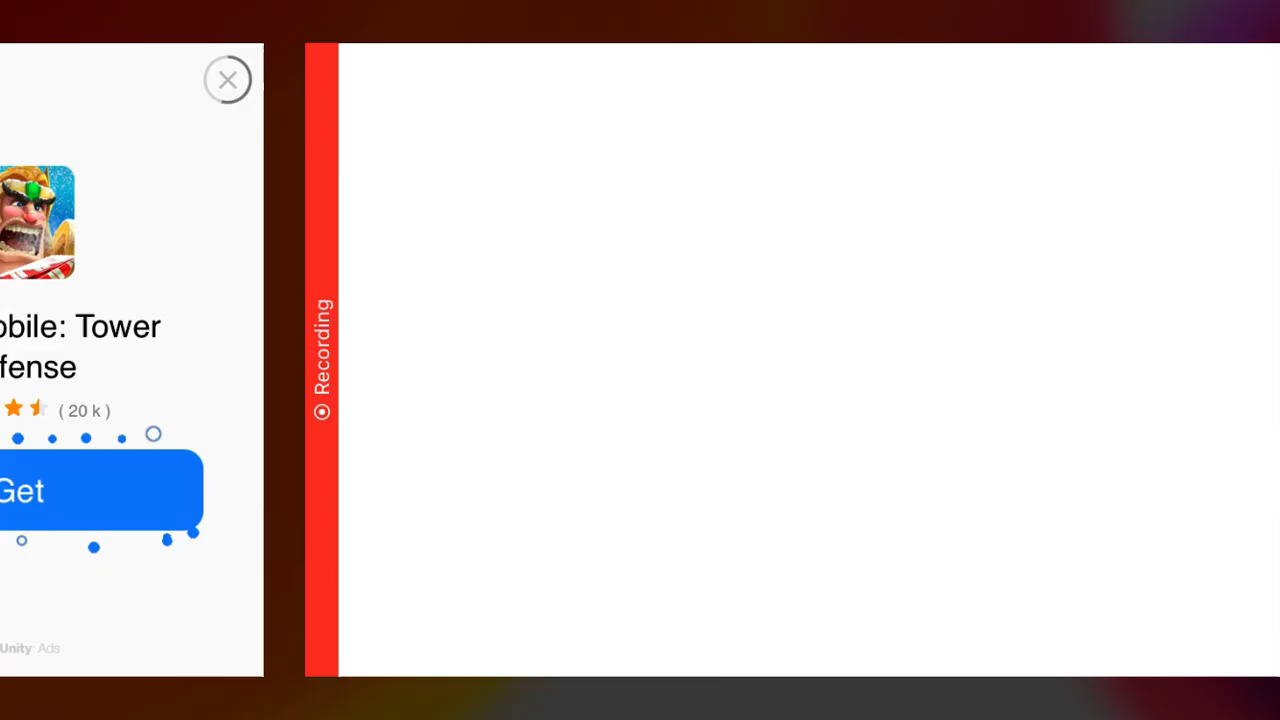 obile: Tower
fense
( 20 k )
Get
Unity Ads
Recording